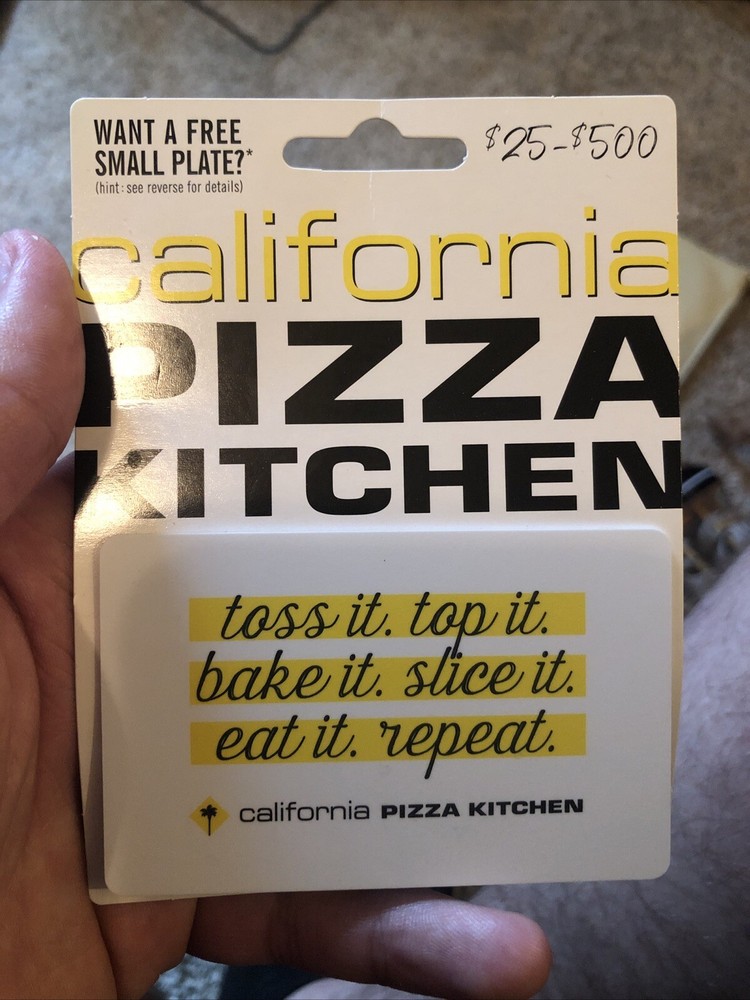 WANT A FREE
SMALL PLATE?*
(hint: see reverse for details)
$25-$500
california
PIZZA
KITCHEN
toss it. top it.
bake it. slice it.
eat it. repeat.
california PIZZA KITCHEN